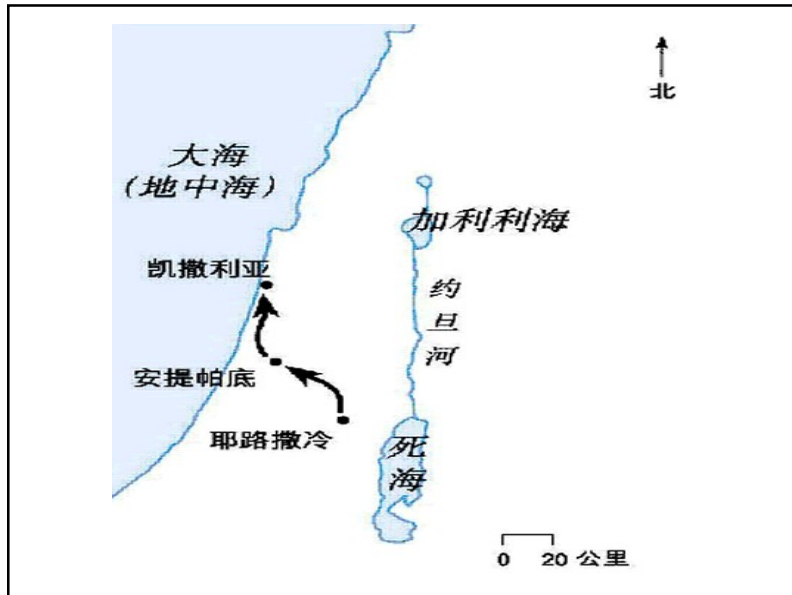 北
大海
(地中海)
加利利海
凯撒利亚
约旦河
安提帕底
耶路撒冷
死海
0 20 公里